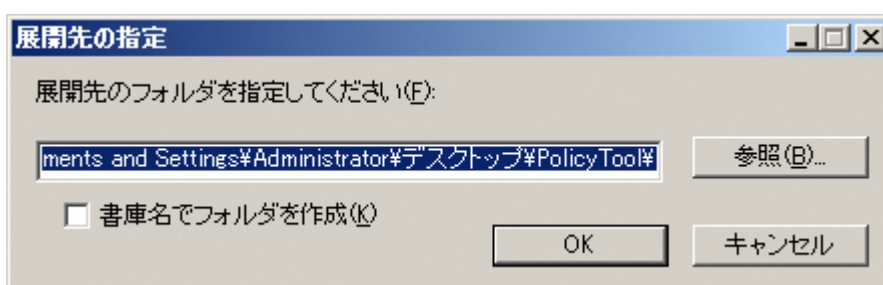 展開先の指定
展開先のフォルダを指定してください(F):
ments and Settings¥Administrator¥デスクトップ¥PolicyTool¥
参照(B)...
書庫名でフォルダを作成(K)
OK
キャンセル